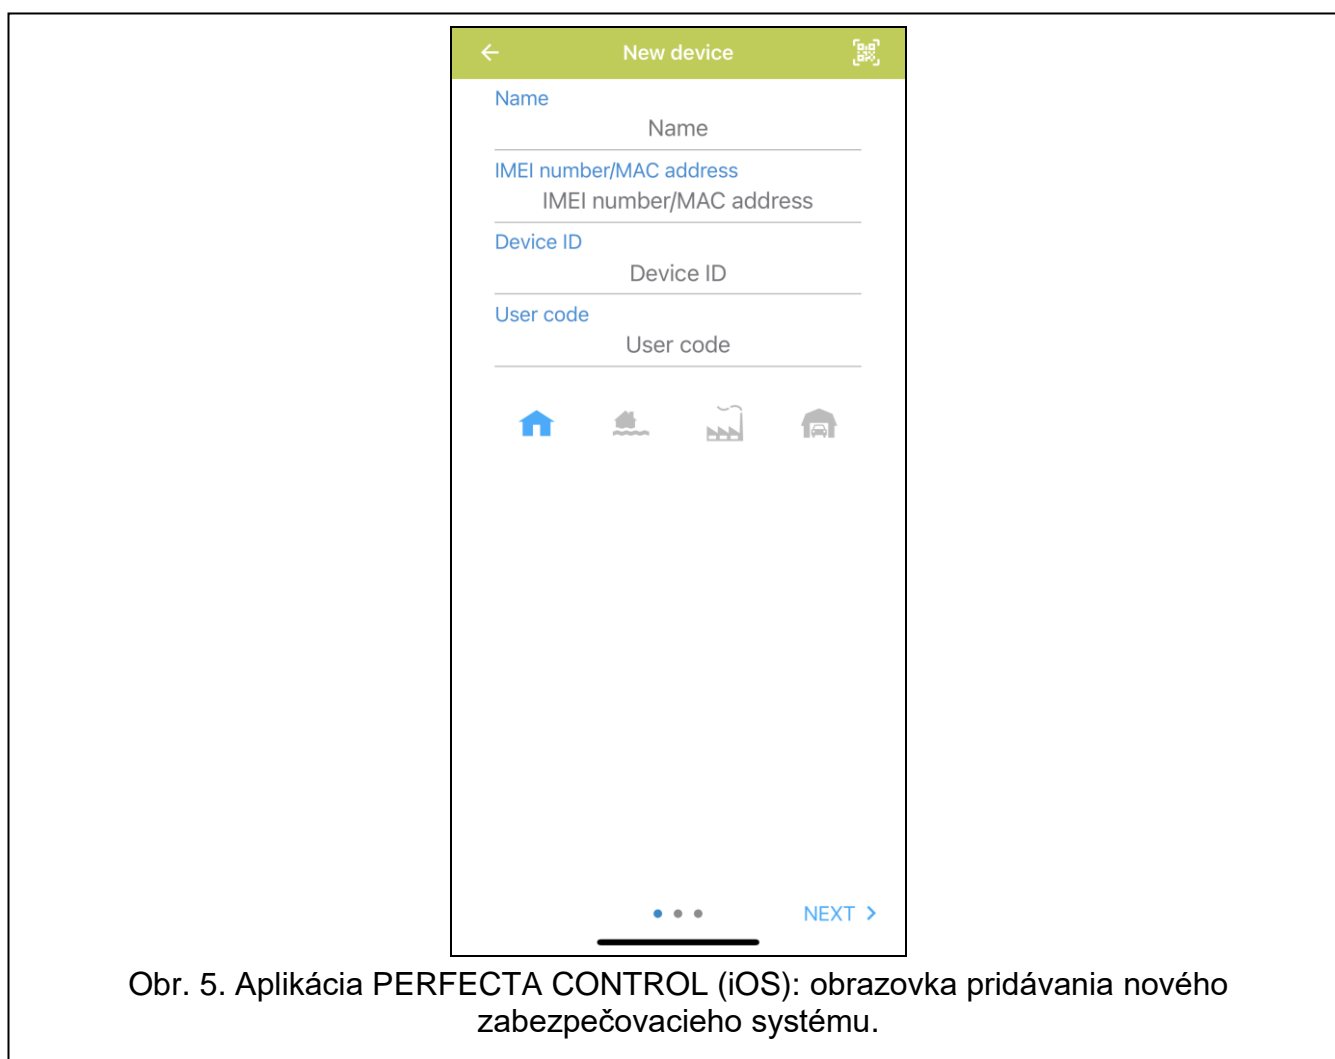 New device
Name
Name
IMEI number/MAC address
IMEI number/MAC address
Device ID
Device ID
User code
User code
NEXT
Obr. 5. Aplikácia PERFECTA CONTROL (iOS): obrazovka pridávania nového
zabezpečovacieho systému.